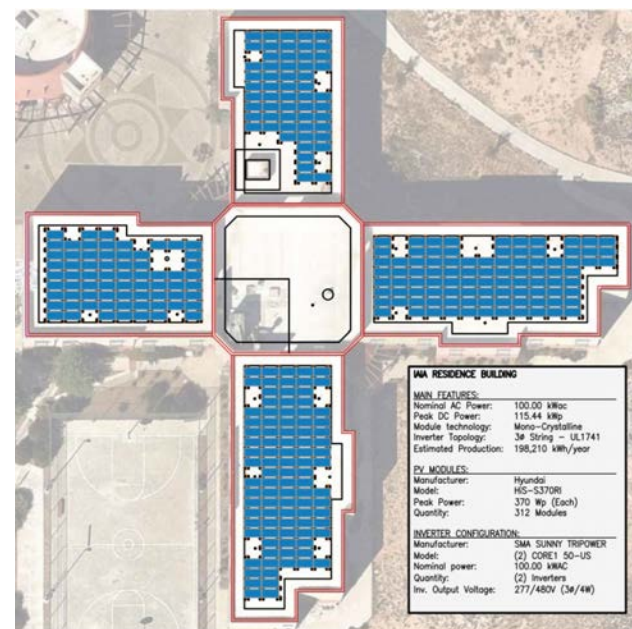 IAIA RESIDENCE BUILDING
MAIN FEATURES:
Nominal AC Power: 100.00 kWac
Peak DC Power: 115.44 kWp
Module technology: Mono-Crystalline
Inverter Topology: 3ø String - UL1741
Estimated Production: 198,210 kWh/year
PV MODULES:
Manufacturer: Hyundai
Model: HiS-S370RI
Peak Power: 370 Wp (Each)
Quantity: 312 Modules
INVERTER CONFIGURATION:
Manufacturer: SMA SUNNY TRIPOWER
Model: (2) CORE1 50-US
Nominal power: 100.00 kWAC
Quantity: (2) Inverters
Inv. Output Voltage: 277/480V (3ø/4W)